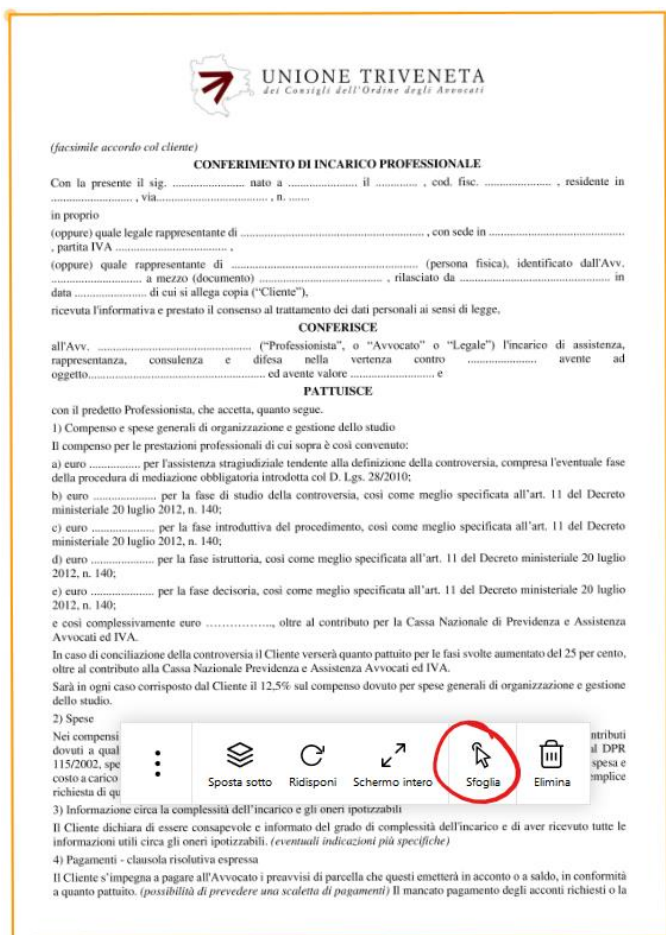 UNIONE TRIVENETA
dei Consigli dell'Ordine degli Avvocati
(facsimile accordo col cliente)
CONFERIMENTO DI INCARICO PROFESSIONALE
Con la presente il sig. ........................ nato a ....................... il .............. , cod. fisc. ...................... , residente in
........................... , via..................................... , n. .......
in proprio
(oppure) quale legale rappresentante di .............................................................. , con sede in ..............................................
, partita IVA ..................................... ,
(oppure) quale rappresentante di ............................................................... (persona fisica), identificato dall'Avv.
.............................. a mezzo (documento) ......................................... , rilasciato da ................................................. in
data ........................ di cui si allega copia (“Cliente”),
ricevuta l'informativa e prestato il consenso al trattamento dei dati personali ai sensi di legge,
CONFERISCE
all'Avv. .................................................... (“Professionista”, o “Avvocato” o “Legale”) l'incarico di assistenza,
rappresentanza, consulenza e difesa nella vertenza contro ....................... avente ad
oggetto............................................................ ed avente valore ............................ e
PATTUISCE
con il predetto Professionista, che accetta, quanto segue.
1) Compenso e spese generali di organizzazione e gestione dello studio
Il compenso per le prestazioni professionali di cui sopra è così convenuto:
a) euro ................. per l'assistenza stragiudiziale tendente alla definizione della controversia, compresa l'eventuale fase
della procedura di mediazione obbligatoria introdotta col D. Lgs. 28/2010;
b) euro ..................... per la fase di studio della controversia, così come meglio specificata all'art. 11 del Decreto
ministeriale 20 luglio 2012, n. 140;
c) euro ..................... per la fase introduttiva del procedimento, così come meglio specificata all'art. 11 del Decreto
ministeriale 20 luglio 2012, n. 140;
d) euro ..................... per la fase istruttoria, così come meglio specificata all'art. 11 del Decreto ministeriale 20 luglio
2012, n. 140;
e) euro ..................... per la fase decisoria, così come meglio specificata all'art. 11 del Decreto ministeriale 20 luglio
2012, n. 140;
e così complessivamente euro ......................., oltre al contributo per la Cassa Nazionale di Previdenza e Assistenza
Avvocati ed IVA.
In caso di conciliazione della controversia il Cliente verserà quanto pattuito per le fasi svolte aumentato del 25 per cento,
oltre al contributo alla Cassa Nazionale Previdenza e Assistenza Avvocati ed IVA.
Sarà in ogni caso corrisposto dal Cliente il 12,5% sul compenso dovuto per spese generali di organizzazione e gestione
dello studio.
2) Spese
Nei compensi
dovuti a DPR
115/2002, spesa e
costo a carico
richiesta di
Sposta sotto Ridisponi Schermo intero Sfoglia Elimina
3) Informazione circa la complessità dell'incarico e gli oneri ipotizzabili
Il Cliente dichiara di essere consapevole e informato del grado di complessità dell'incarico e di aver ricevuto tutte le
informazioni utili circa gli oneri ipotizzabili. (eventuali indicazioni più specifiche)
4) Pagamenti - clausola risolutiva espressa
Il Cliente s'impegna a pagare all'Avvocato i preavvisi di parcella che questi emetterà in acconto o a saldo, in conformità
a quanto pattuito. (possibilità di prevedere una scaletta di pagamenti) Il mancato pagamento degli acconti richiesti o la